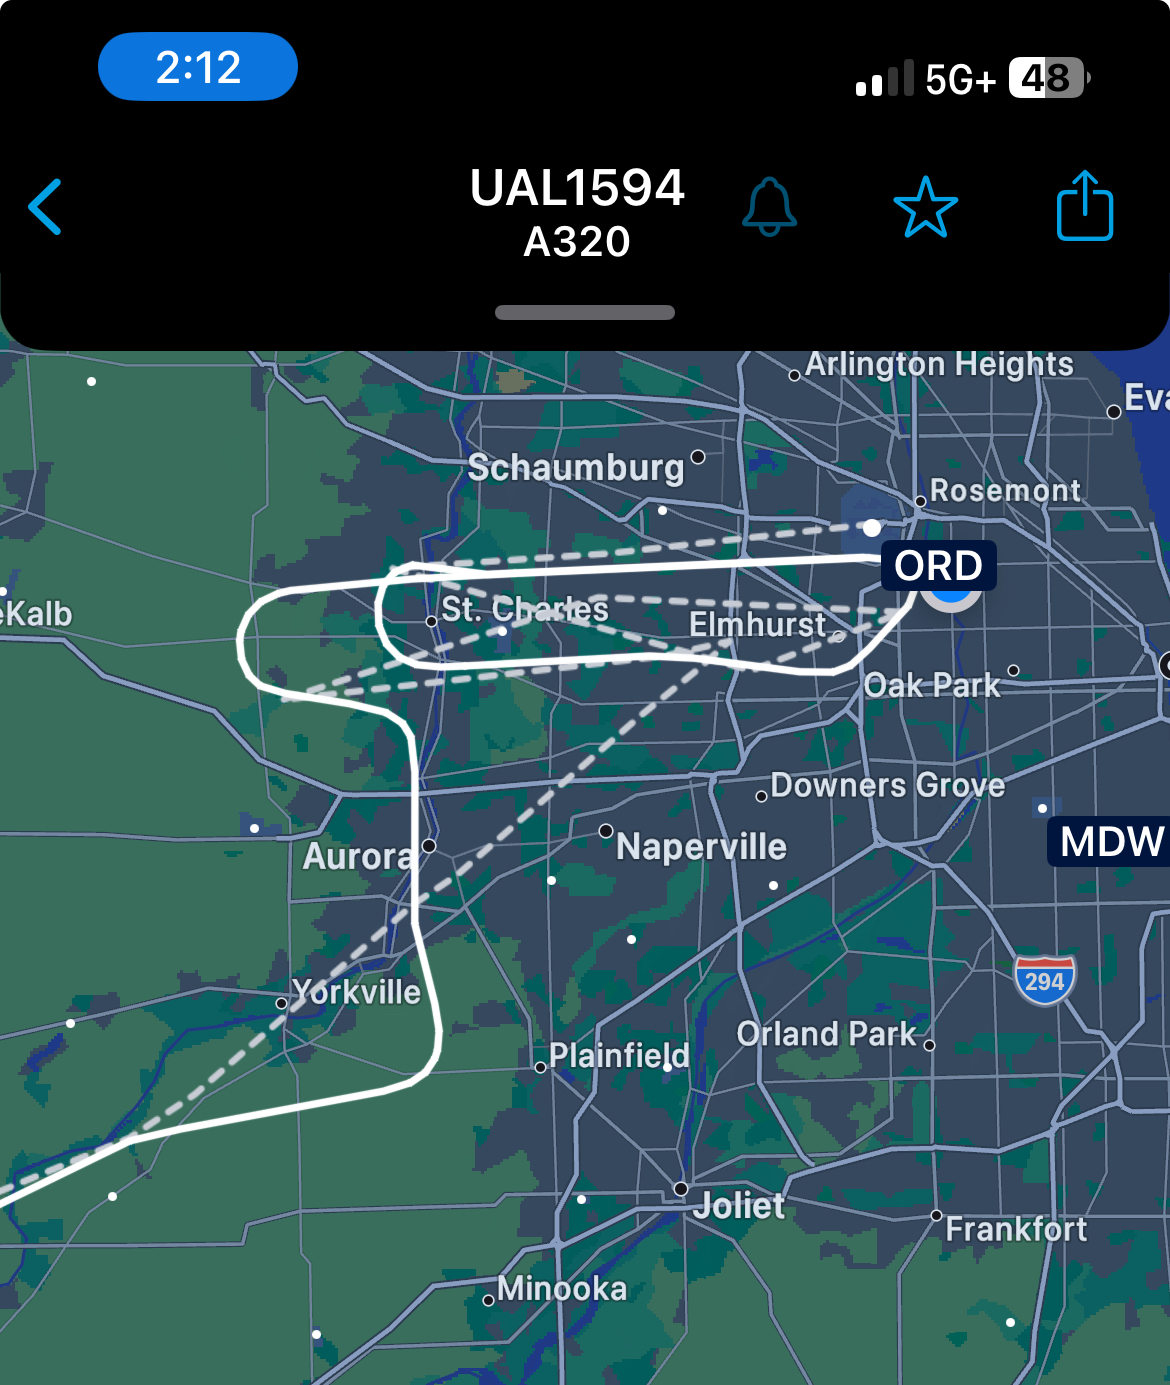 2:12
5G+
48
UAL1594
A320
Arlington Heights
Eva
Schaumburg
Rosemont
ORD
eKalb
St. Charles
Elmhurst
Oak Park
Downers Grove
Aurora
Naperville
MDW
294
Yorkville
Orland Park
Plainfield
Joliet
Frankfort
Minooka